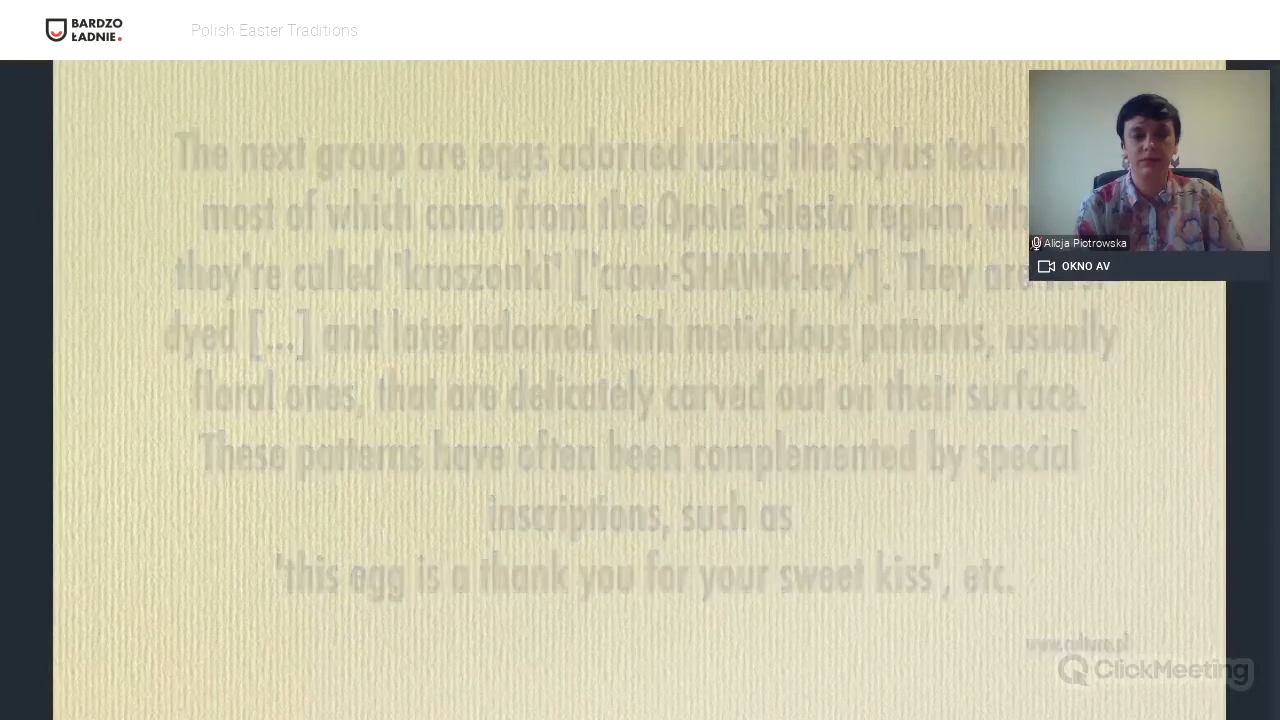 BARDZO
ŁADNIE.
Polish Easter Traditions
The next group are eggs adorned using the stylus
most of which come from the Opole Silesia region,
they're called 'kroszonki' ['craw-SHAWN-key']. They are
dyed [...] and later adorned with meticulous patterns, usually
floral ones, that are delicately carved out on their surface.
These patterns have often been complemented by special
inscriptions, such as
'this egg is a thank you for your sweet kiss', etc.
www.culture.pl
ClickMeeting
Alicja Piotrowska
OKNO AV